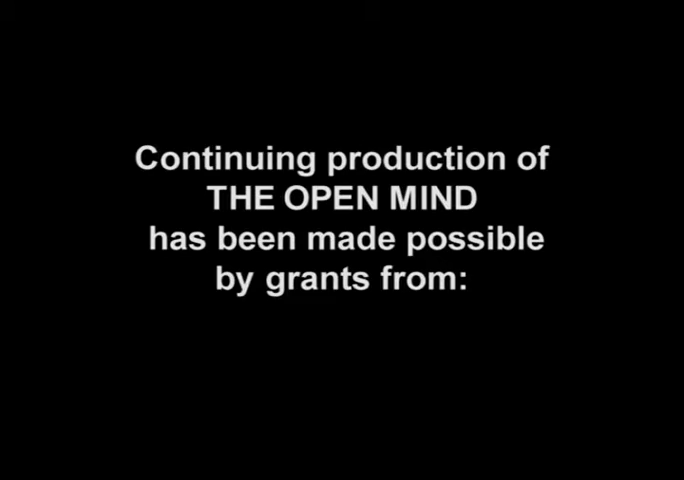 Continuing production of
THE OPEN MIND
has been made possible
by grants from: